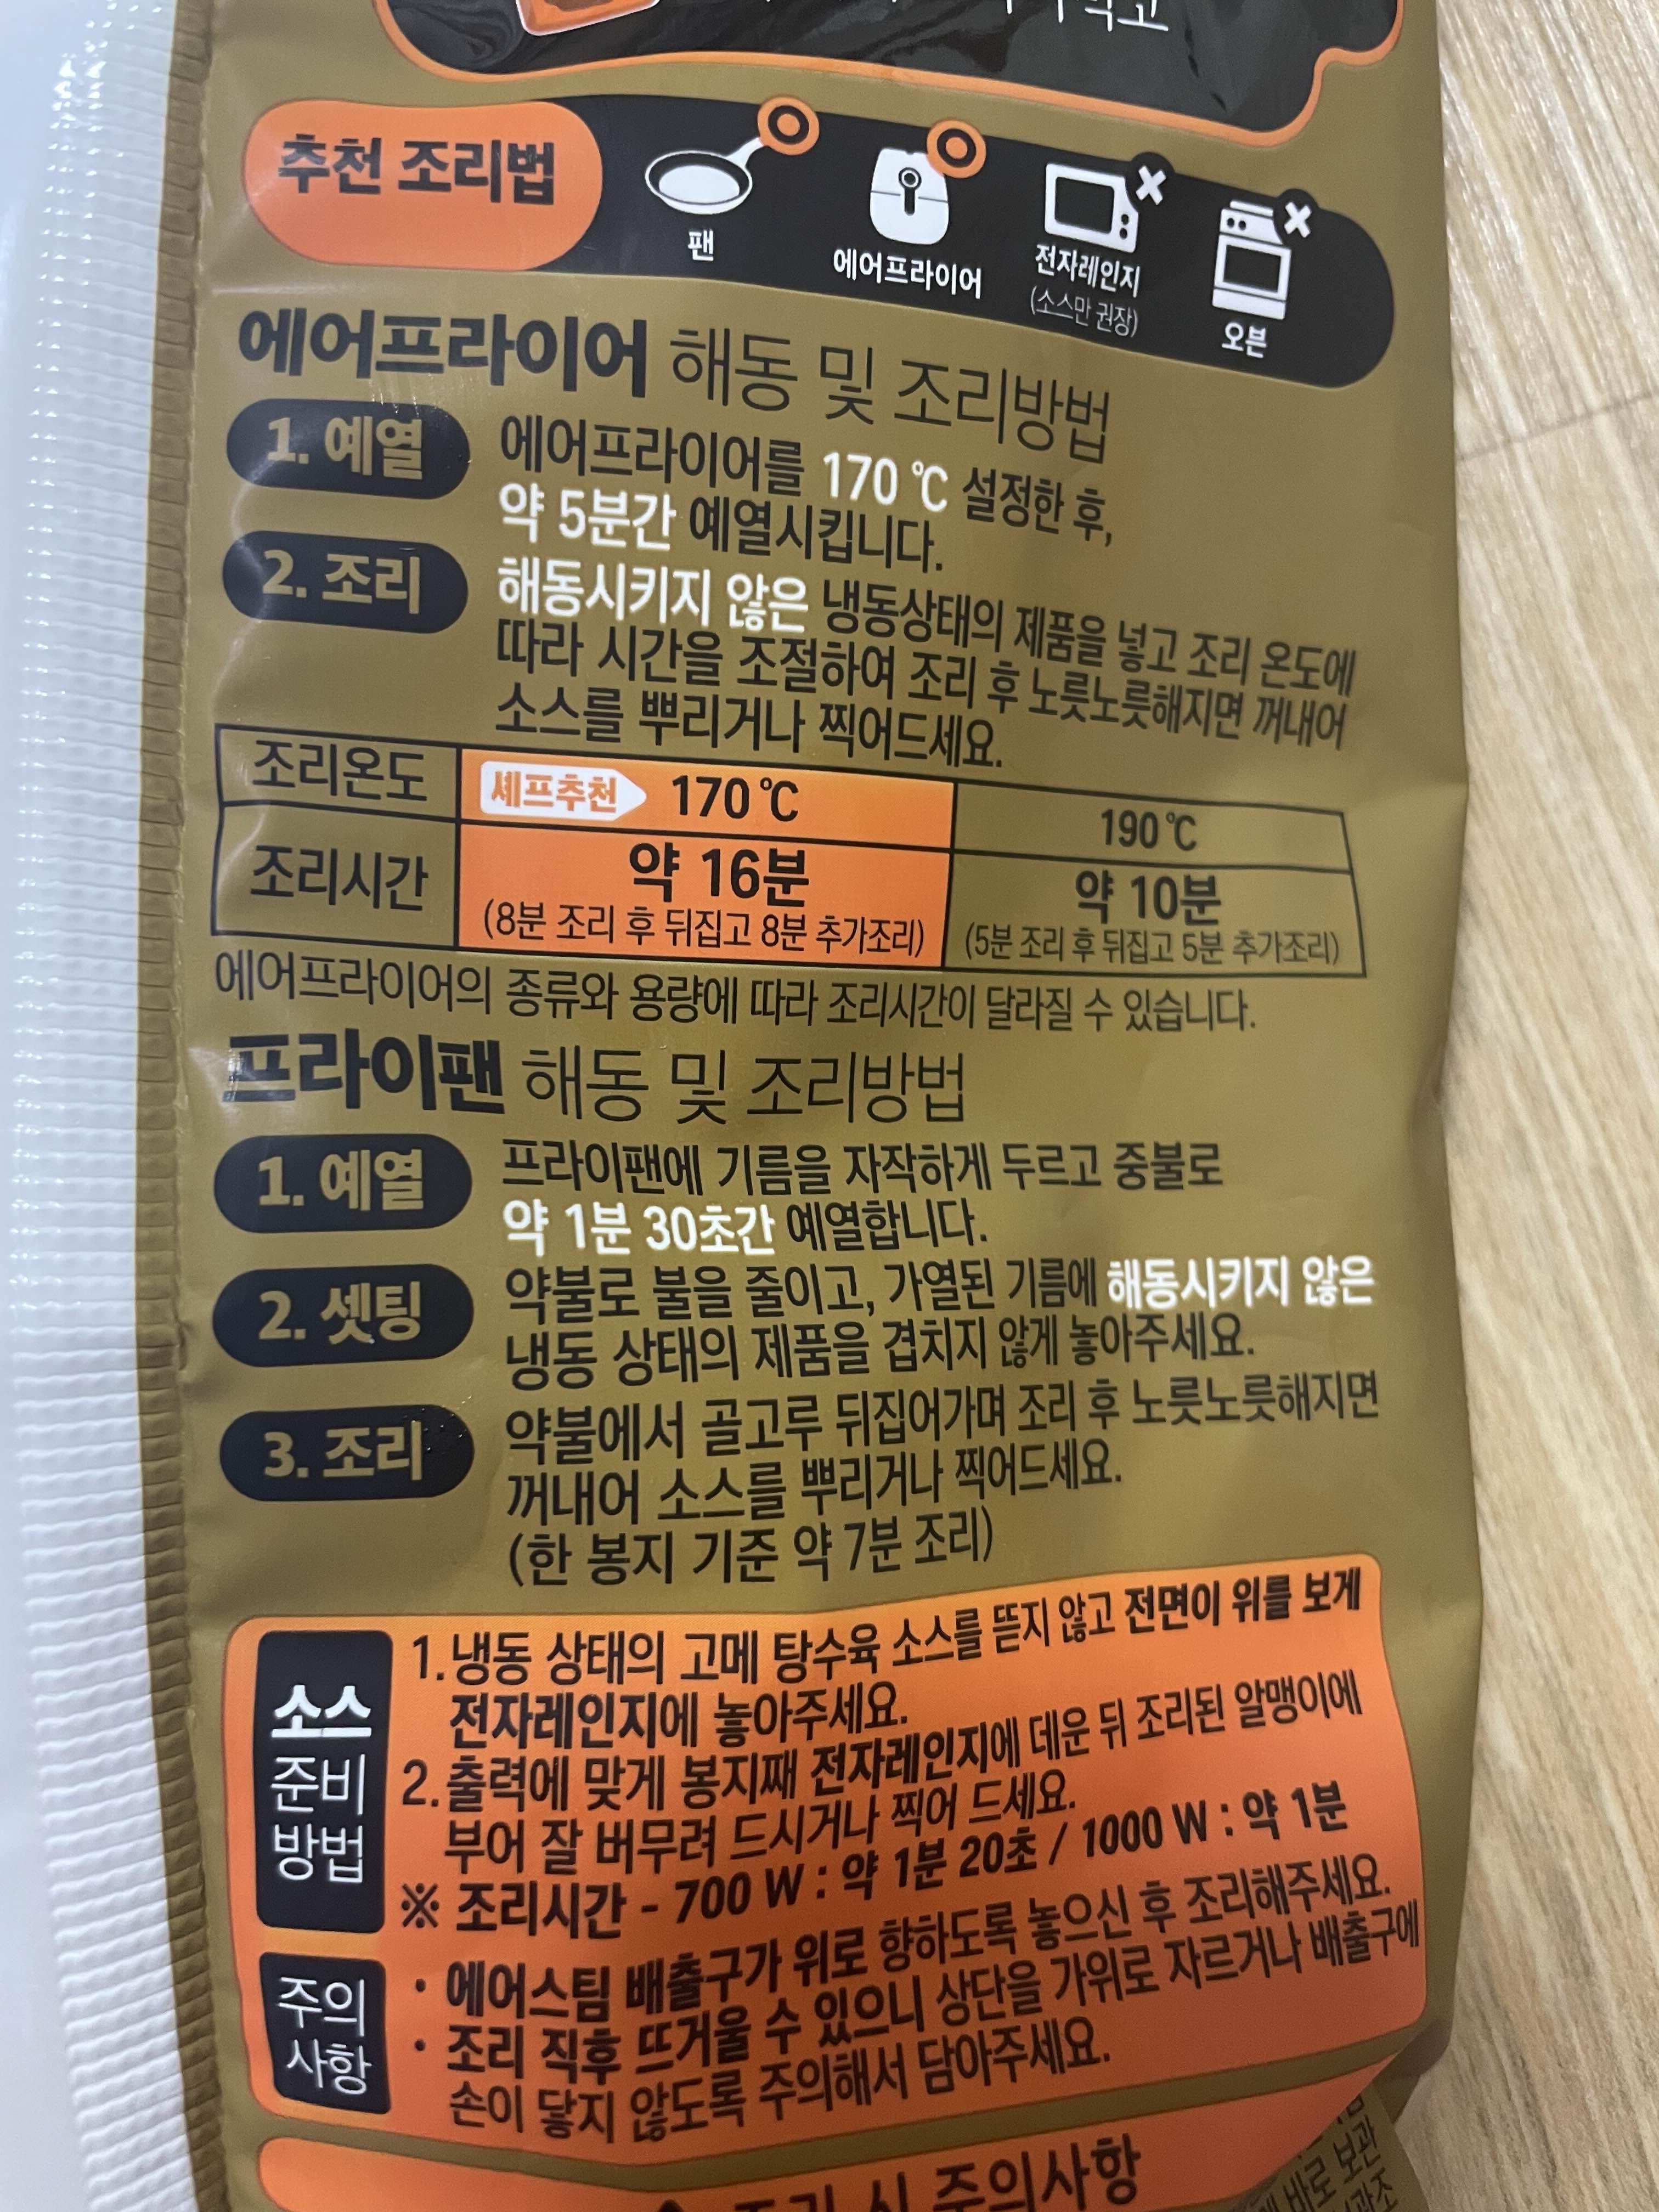 먹고
추천 조리법
팬
에어프라이어
전자레인지
(소스만 권장)
오븐
에어프라이어 해동 및 조리방법
1. 예열
에어프라이어를 170 ℃ 설정한 후,
약 5분간 예열시킵니다.
2. 조리
해동시키지 않은 냉동상태의 제품을 넣고 조리 온도에
따라 시간을 조절하여 조리 후 노릇노릇해지면 꺼내어
소스를 뿌리거나 찍어드세요.
조리온도 셰프추천 170 ℃ 190 ℃
조리시간 약 16분 약 10분
(8분 조리 후 뒤집고 8분 추가조리) (5분 조리 후 뒤집고 5분 추가조리)
에어프라이어의 종류와 용량에 따라 조리시간이 달라질 수 있습니다.
프라이팬 해동 및 조리방법
1. 예열
프라이팬에 기름을 자작하게 두르고 중불로
약 1분 30초간 예열합니다.
2. 셋팅
약불로 불을 줄이고, 가열된 기름에 해동시키지 않은
냉동 상태의 제품을 겹치지 않게 놓아주세요.
3. 조리
약불에서 골고루 뒤집어가며 조리 후 노릇노릇해지면
꺼내어 소스를 뿌리거나 찍어드세요.
(한 봉지 기준 약 7분 조리)
소스
준비
방법
1.냉동 상태의 고메 탕수육 소스를 뜯지 않고 전면이 위를 보게
전자레인지에 놓아주세요.
2.출력에 맞게 봉지째 전자레인지에 데운 뒤 조리된 알맹이에
부어 잘 버무려 드시거나 찍어 드세요.
※ 조리시간 - 700 W : 약 1분 20초 / 1000 W : 약 1분
주의
사항
· 에어스팀 배출구가 위로 향하도록 놓으신 후 조리해주세요.
· 조리 직후 뜨거울 수 있으니 상단을 가위로 자르거나 배출구에
손이 닿지 않도록 주의해서 담아주세요.
조리 시 주의사항
바로 보관